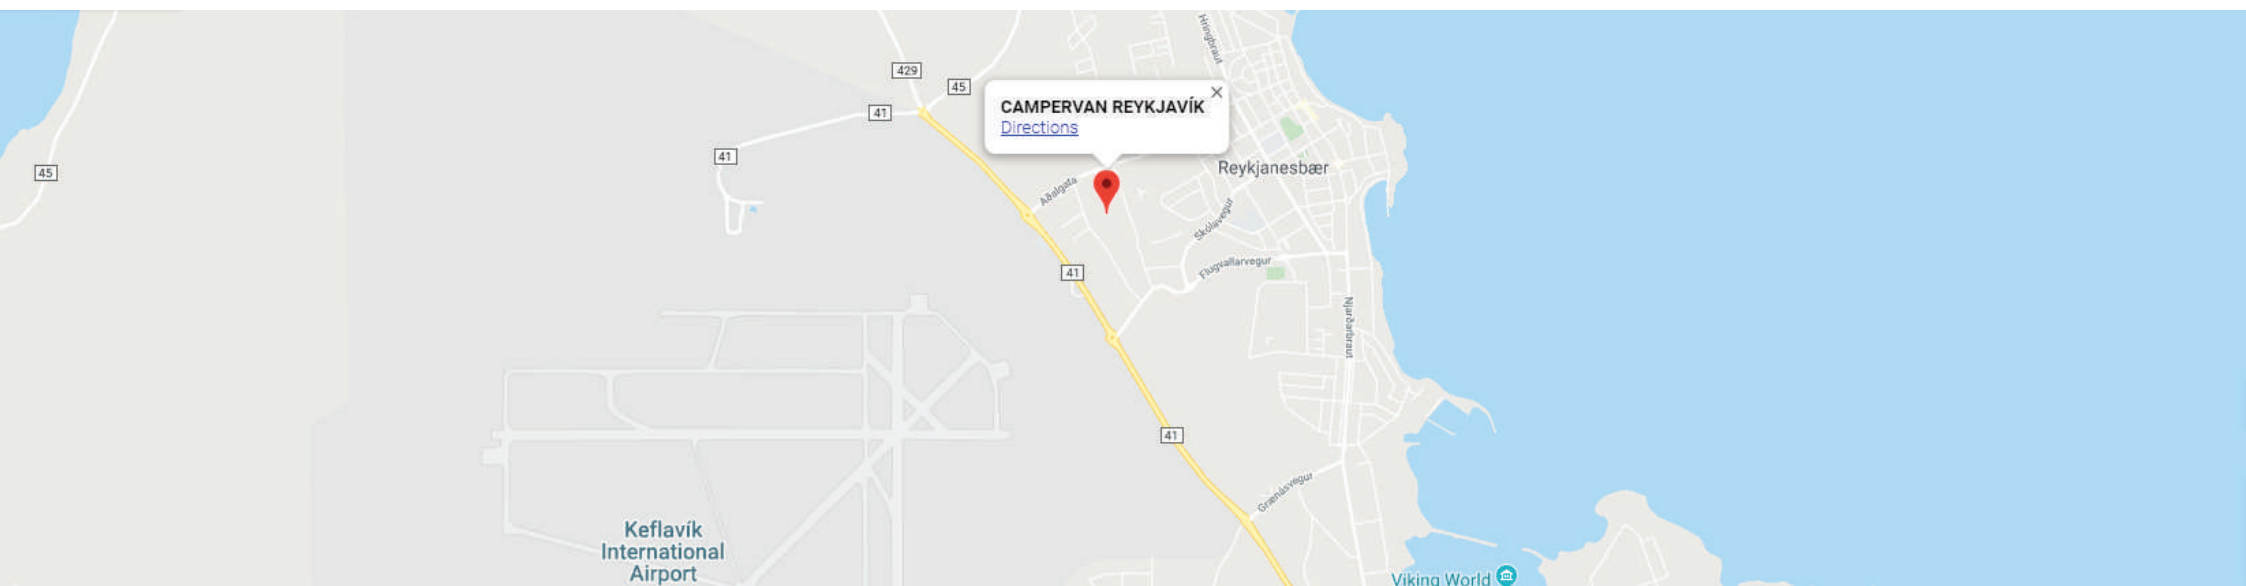 Hringbraut
429
45
41
CAMPERVAN REYKJAVÍK
Directions
41
45
Reykjanesbær
Aðalgata
Skólavegur
Flugvallarvegur
41
Njarðarbraut
41
Grænásvegur
Keflavík
International
Airport
Viking World